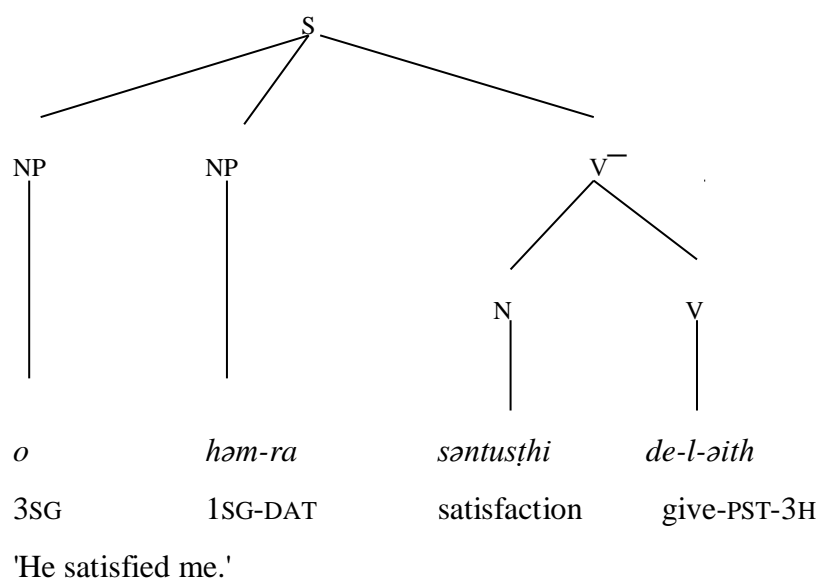 S
NP NP V̅
N V
o həm-ra səntusṭhi de-l-əith
3SG 1SG-DAT satisfaction give-PST-3H
'He satisfied me.'